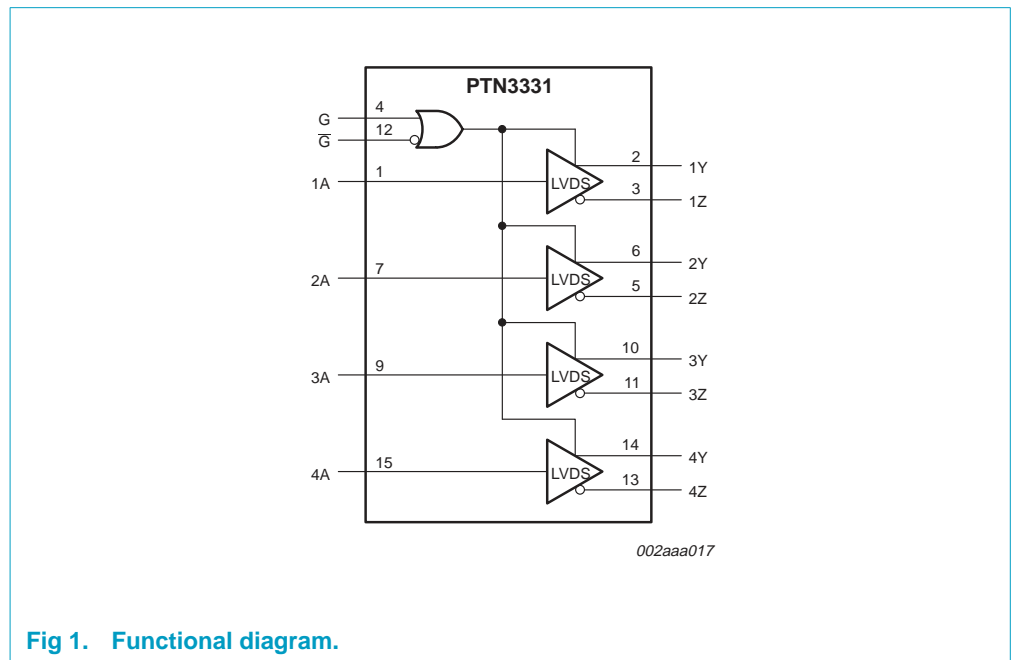 PTN3331
G 4
G̅ 12
1A 1 LVDS 2 1Y
3 1Z
2A 7 LVDS 6 2Y
5 2Z
3A 9 LVDS 10 3Y
11 3Z
4A 15 LVDS 14 4Y
13 4Z
002aaa017
Fig 1. Functional diagram.